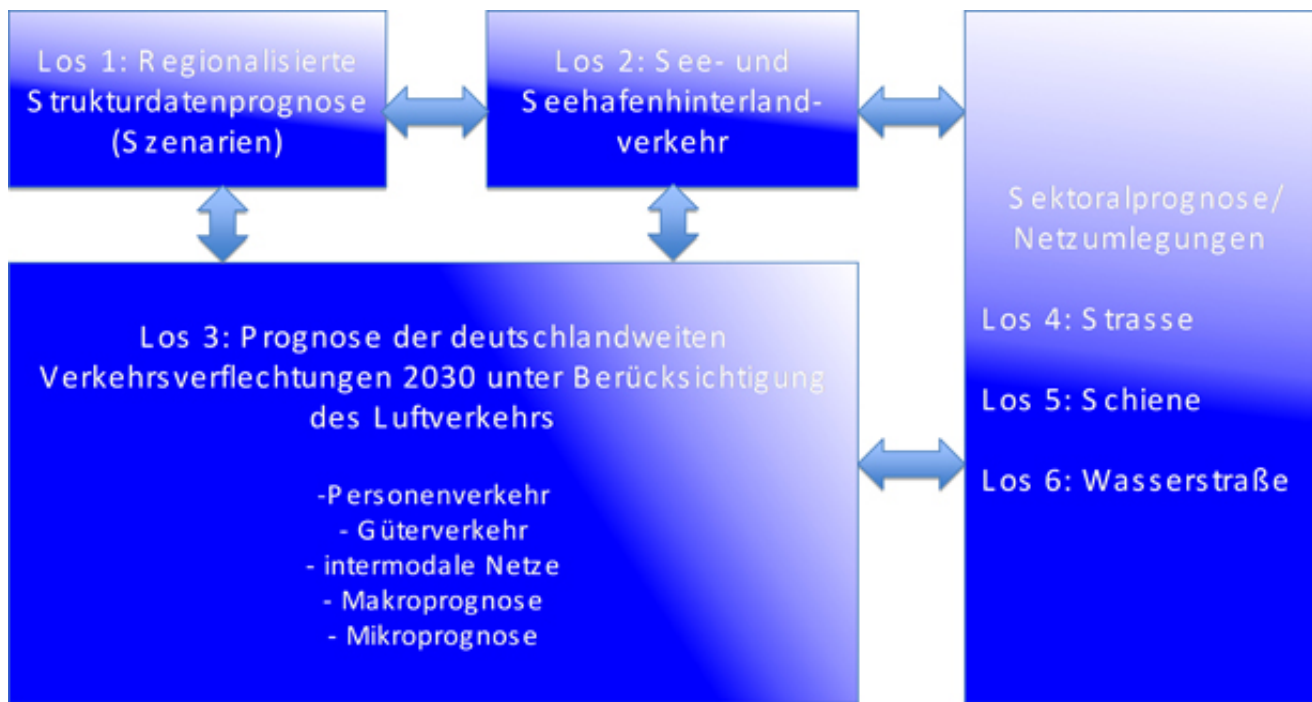 Los 1: Regionalisierte
Strukturdatenprognose
(Szenarien)
Los 2: See- und
Seehafenhinterland-
verkehr
Los 3: Prognose der deutschlandweiten
Verkehrsverflechtungen 2030 unter Berücksichtigung
des Luftverkehrs
-Personenverkehr
- Güterverkehr
- intermodale Netze
- Makroprognose
- Mikroprognose
Sektoralprognose/
Netzumlegungen
Los 4: Strasse
Los 5: Schiene
Los 6: Wasserstraße